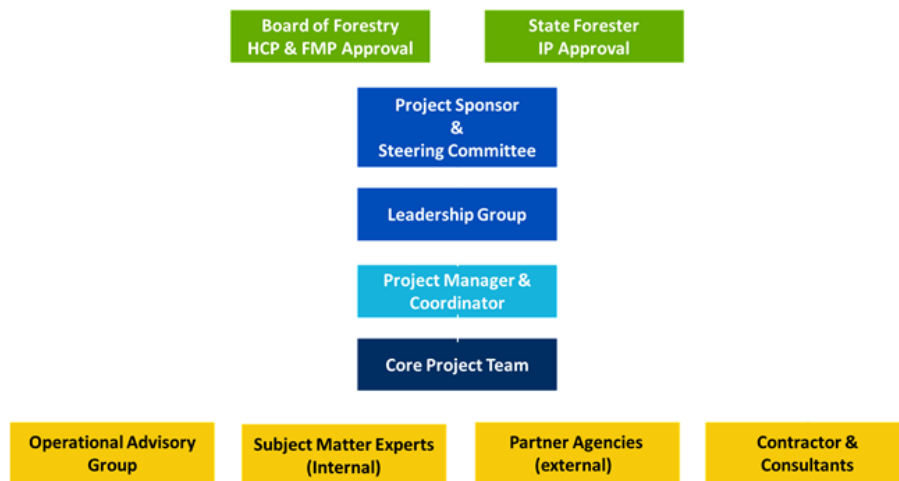 Board of Forestry
HCP & FMP Approval
State Forester
IP Approval
Project Sponsor
&
Steering Committee
Leadership Group
Project Manager &
Coordinator
Core Project Team
Operational Advisory
Group
Subject Matter Experts
(Internal)
Partner Agencies
(external)
Contractor &
Consultants